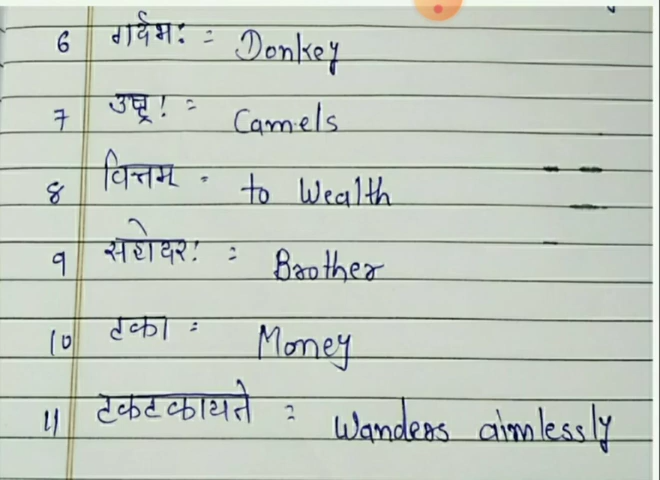 6 गर्दभः = Donkey
7 उष्ट्रः = Camels
8 वित्तम - to Wealth
9 सहोदरः = Brother
10 टका = Money
11 टकटकायते = Wanders aimlessly